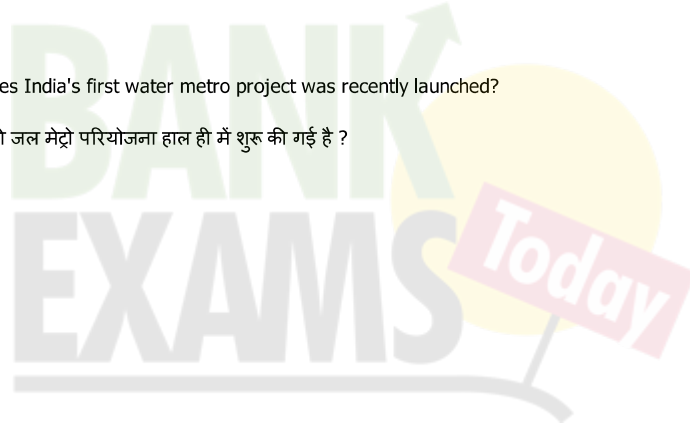 BANK
EXAMS
Today
es India's first water metro project was recently launched?
जल मेट्रो परियोजना हाल ही में शुरू की गई है ?